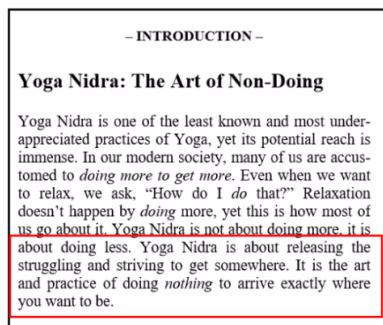 – INTRODUCTION –
Yoga Nidra: The Art of Non-Doing
Yoga Nidra is one of the least known and most under-
appreciated practices of Yoga, yet its potential reach is
immense. In our modern society, many of us are accus-
tomed to doing more to get more. Even when we want
to relax, we ask, “How do I do that?” Relaxation
doesn’t happen by doing more, yet this is how most of
us go about it. Yoga Nidra is not about doing more, it is
about doing less. Yoga Nidra is about releasing the
struggling and striving to get somewhere. It is the art
and practice of doing nothing to arrive exactly where
you want to be.